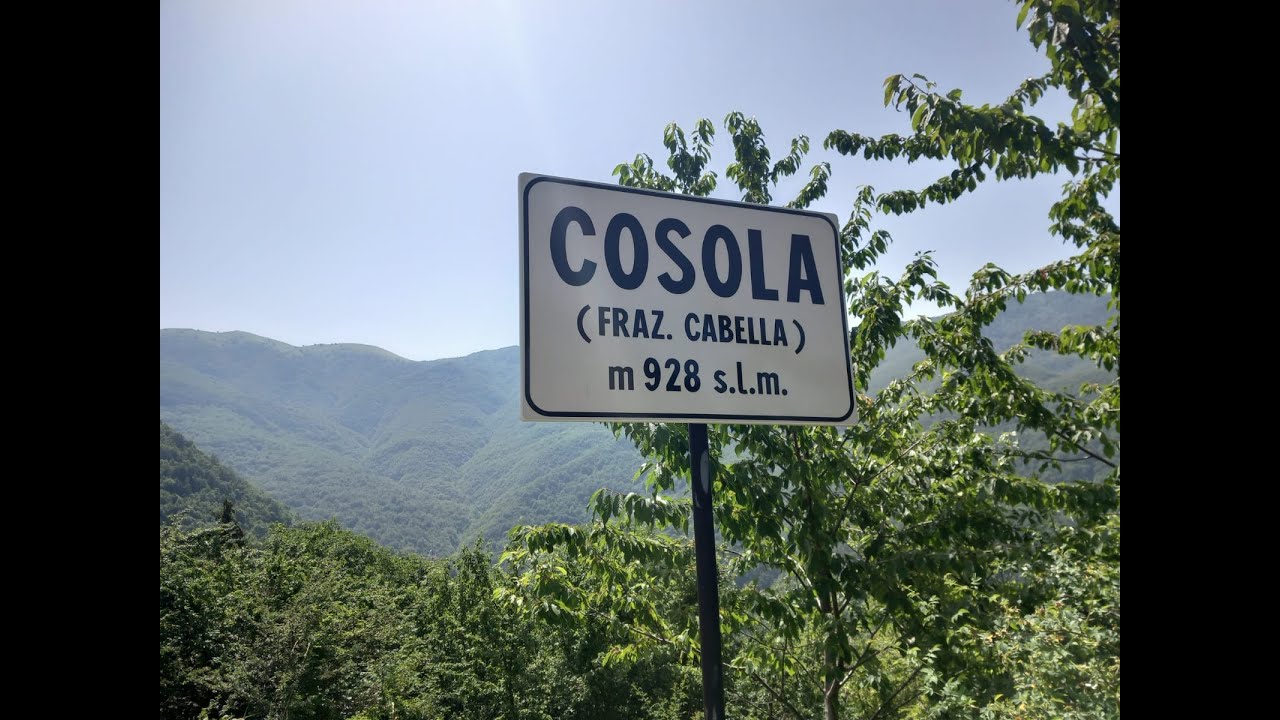 COSOLA
(FRAZ. CABELLA)
m 928 s.l.m.